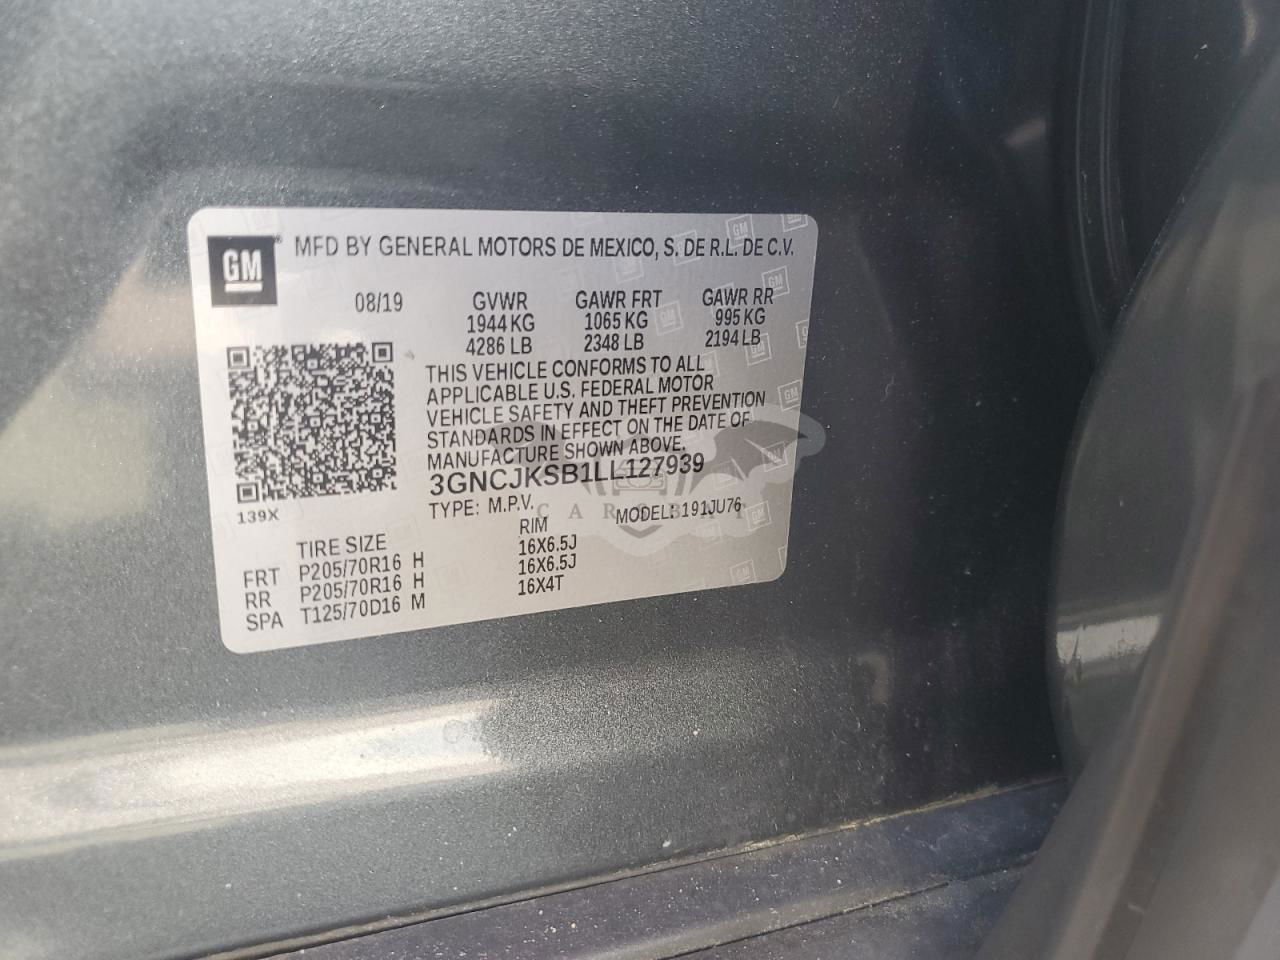 GM
MFD BY GENERAL MOTORS DE MEXICO, S. DE R.L. DE C.V.
08/19 GVWR GAWR FRT GAWR RR
1944 KG 1065 KG 995 KG
4286 LB 2348 LB 2194 LB
THIS VEHICLE CONFORMS TO ALL
APPLICABLE U.S. FEDERAL MOTOR
VEHICLE SAFETY AND THEFT PREVENTION
STANDARDS IN EFFECT ON THE DATE OF
MANUFACTURE SHOWN ABOVE.
3GNCJKSB1LL127939
139X
TYPE: M.P.V. MODEL: 191JU76
CAR BAT
TIRE SIZE RIM
FRT P205/70R16 H 16X6.5J
RR P205/70R16 H 16X6.5J
SPA T125/70D16 M 16X4T